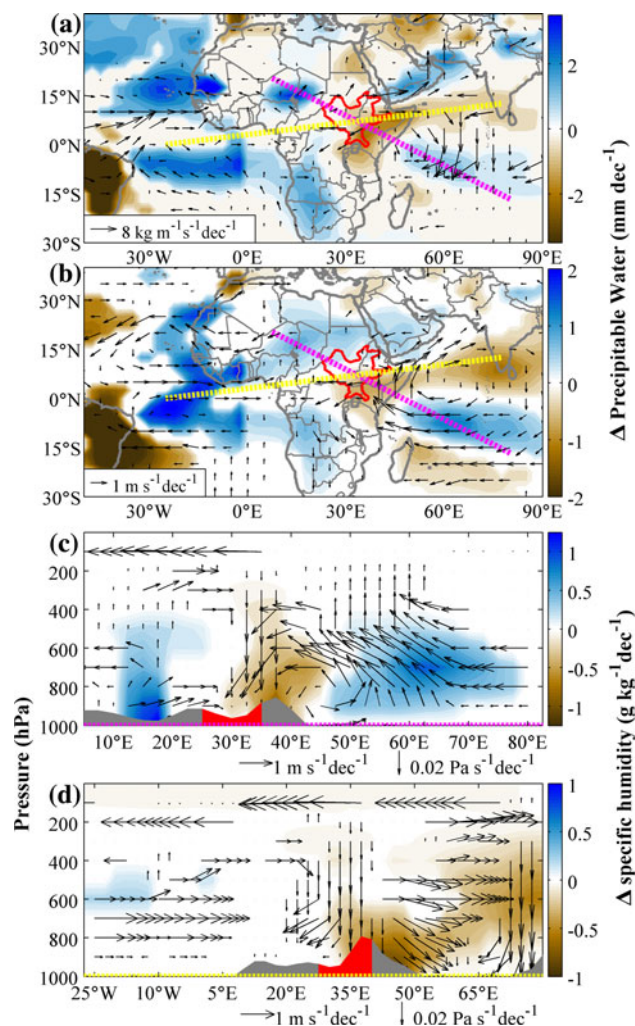 (a)
30°N
15°N
0°N
15°S
30°S
8 kg m⁻¹s⁻¹dec⁻¹
30°W 0°E 30°E 60°E 90°E
2
0
-2
(b)
30°N
15°N
0°N
15°S
30°S
1 m s⁻¹dec⁻¹
30°W 0°E 30°E 60°E 90°E
2
1
0
-1
-2
Δ Precipitable Water (mm dec⁻¹)
(c)
200
400
600
800
1000
10°E 20°E 30°E 40°E 50°E 60°E 70°E 80°E
1 m s⁻¹dec⁻¹ 0.02 Pa s⁻¹dec⁻¹
1
0.5
0
-0.5
-1
Pressure (hPa)
(d)
200
400
600
800
1000
25°W 10°W 5°E 20°E 35°E 50°E 65°E
1 m s⁻¹dec⁻¹ 0.02 Pa s⁻¹dec⁻¹
1
0.5
0
-0.5
-1
Δ specific humidity (g kg⁻¹dec⁻¹)